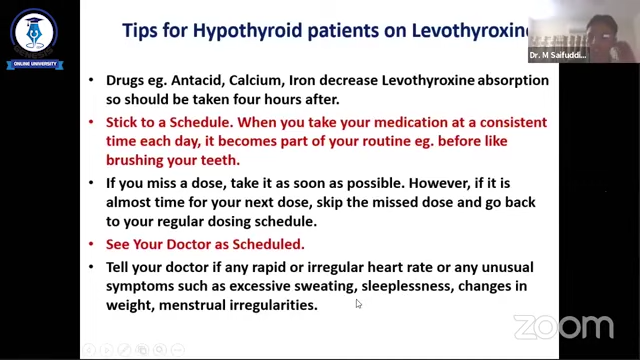 Tips for Hypothyroid patients on Levothyroxine
Dr. M Saifuddi...
ONLINE UNIVERSITY
• Drugs eg. Antacid, Calcium, Iron decrease Levothyroxine absorption
so should be taken four hours after.
• Stick to a Schedule. When you take your medication at a consistent
time each day, it becomes part of your routine eg. before like
brushing your teeth.
• If you miss a dose, take it as soon as possible. However, if it is
almost time for your next dose, skip the missed dose and go back
to your regular dosing schedule.
• See Your Doctor as Scheduled.
• Tell your doctor if any rapid or irregular heart rate or any unusual
symptoms such as excessive sweating, sleeplessness, changes in
weight, menstrual irregularities.
zoom